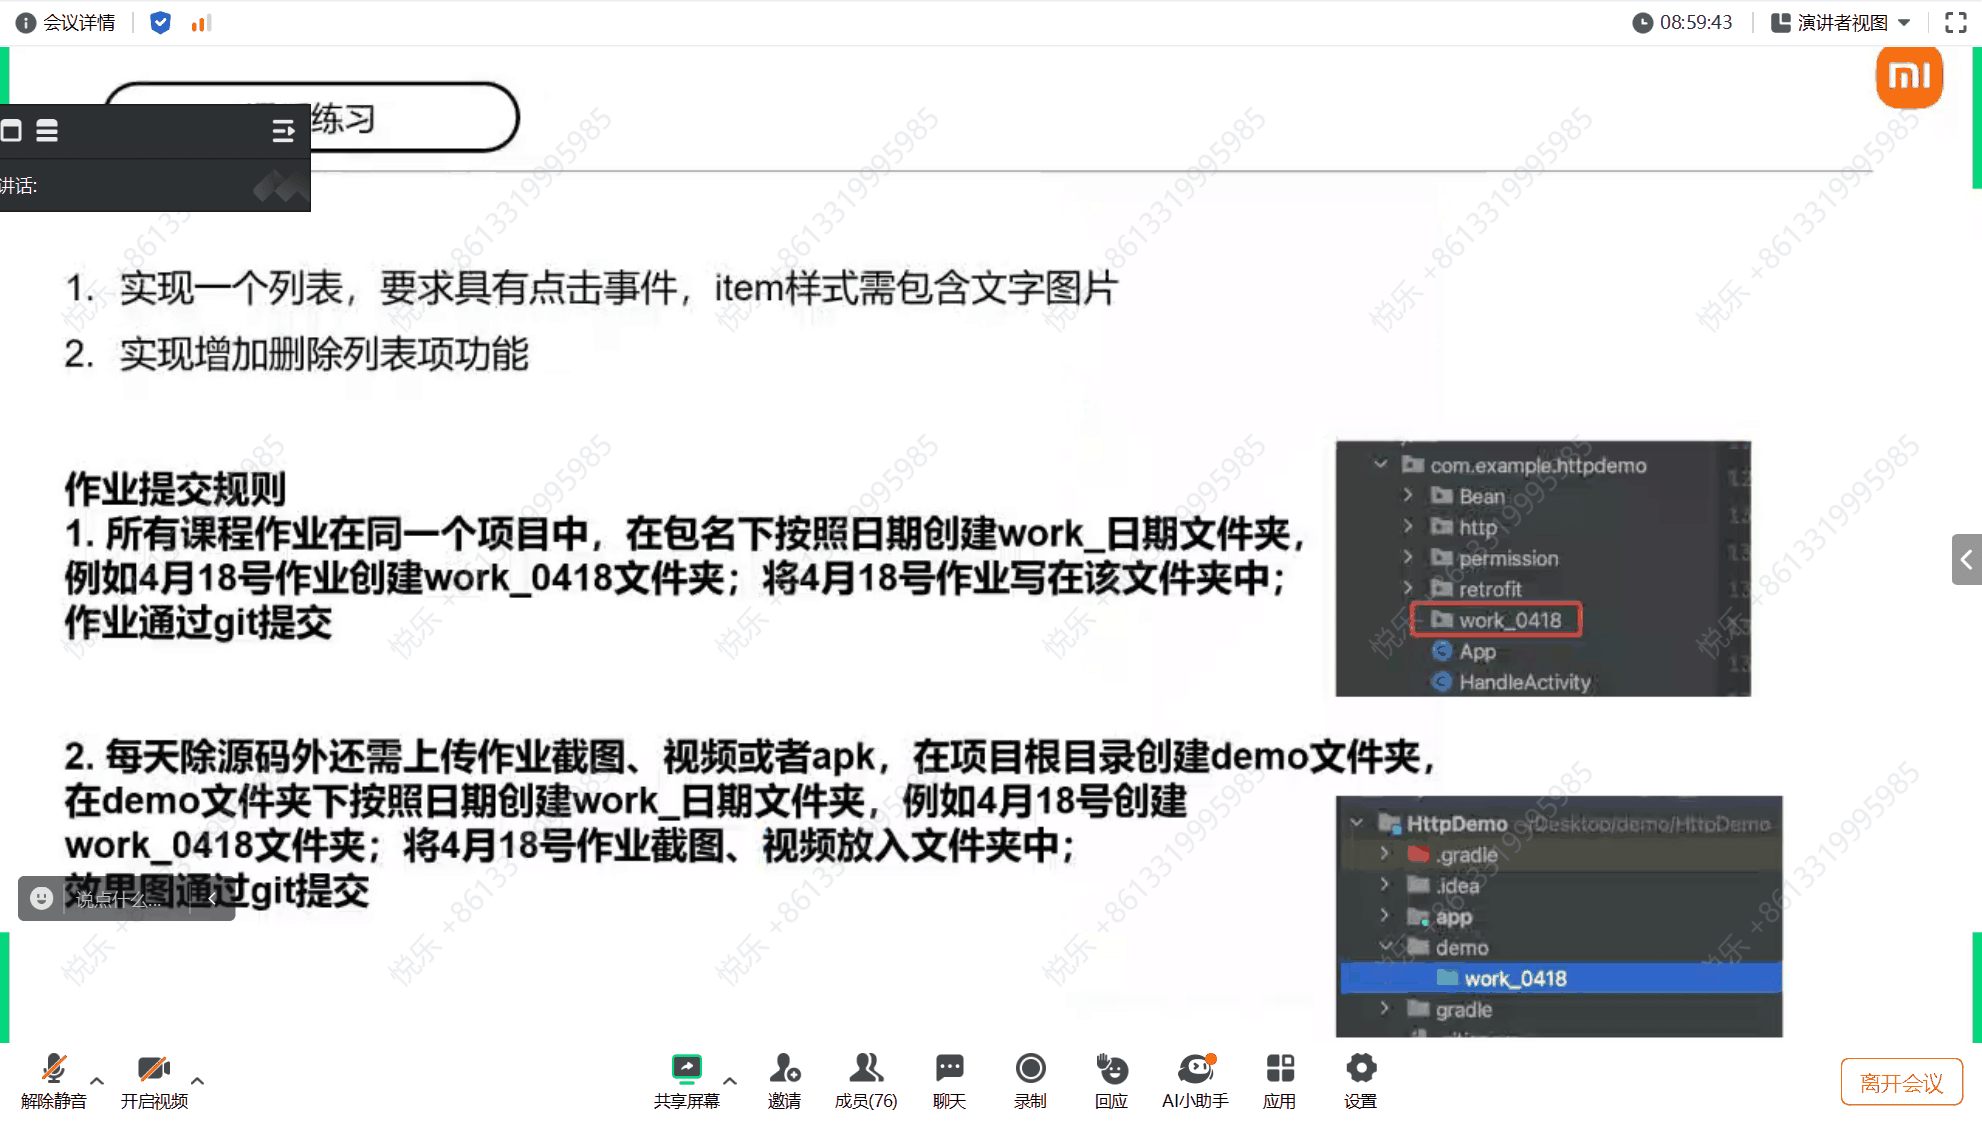 会议详情
08:59:43
演讲者视图
mi
练习
讲话:
1. 实现一个列表，要求具有点击事件，item样式需包含文字图片
2. 实现增加删除列表项功能
作业提交规则
1. 所有课程作业在同一个项目中，在包名下按照日期创建work_日期文件夹，
例如4月18号作业创建work_0418文件夹；将4月18号作业写在该文件夹中；
作业通过git提交
com.example.httpdemo
Bean
http
permission
retrofit
work_0418
App
HandleActivity
2. 每天除源码外还需上传作业截图、视频或者apk，在项目根目录创建demo文件夹，
在demo文件夹下按照日期创建work_日期文件夹，例如4月18号创建
work_0418文件夹；将4月18号作业截图、视频放入文件夹中；
效果图通过git提交
说点什么...
HttpDemo ~/Desktop/demo/HttpDemo
.gradle
.idea
app
demo
work_0418
gradle
悦乐 +8613319995985
解除静音
开启视频
共享屏幕
邀请
成员(76)
聊天
录制
回应
AI小助手
应用
设置
离开会议